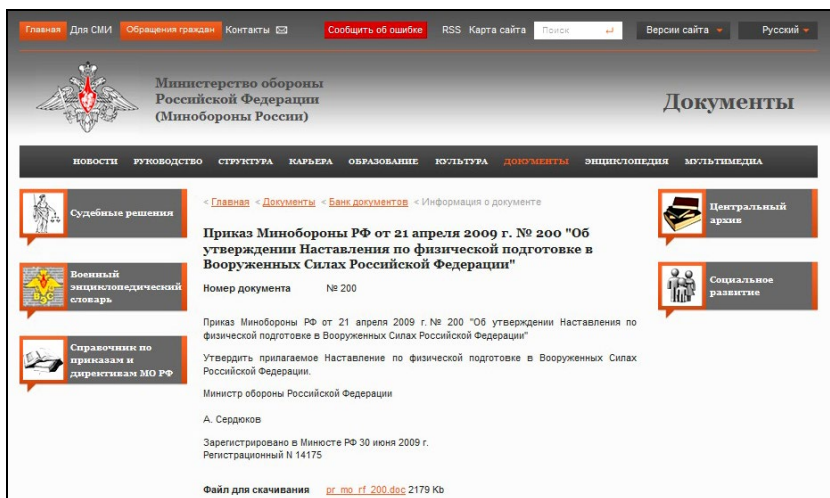 Главная Для СМИ Обращения граждан Контакты Сообщить об ошибке RSS Карта сайта Поиск Версии сайта Русский
Министерство обороны
Российской Федерации
(Минобороны России)
Документы
НОВОСТИ РУКОВОДСТВО СТРУКТУРА КАРЬЕРА ОБРАЗОВАНИЕ КУЛЬТУРА ДОКУМЕНТЫ ЭНЦИКЛОПЕДИЯ МУЛЬТИМЕДИА
Судебные решения
Военный
энциклопедический
словарь
Справочник по
приказам и
директивам МО РФ
< Главная < Документы < Банк документов < Информация о документе
Приказ Минобороны РФ от 21 апреля 2009 г. № 200 "Об
утверждении Наставления по физической подготовке в
Вооруженных Силах Российской Федерации"
Номер документа № 200
Приказ Минобороны РФ от 21 апреля 2009 г. № 200 "Об утверждении Наставления по
физической подготовке в Вооруженных Силах Российской Федерации"
Утвердить прилагаемое Наставление по физической подготовке в Вооруженных Силах
Российской Федерации.
Министр обороны Российской Федерации
А. Сердюков
Зарегистрировано в Минюсте РФ 30 июня 2009 г.
Регистрационный N 14175
Файл для скачивания pr_mo_rf_200.doc 2179 Kb
Центральный
архив
Социальное
развитие